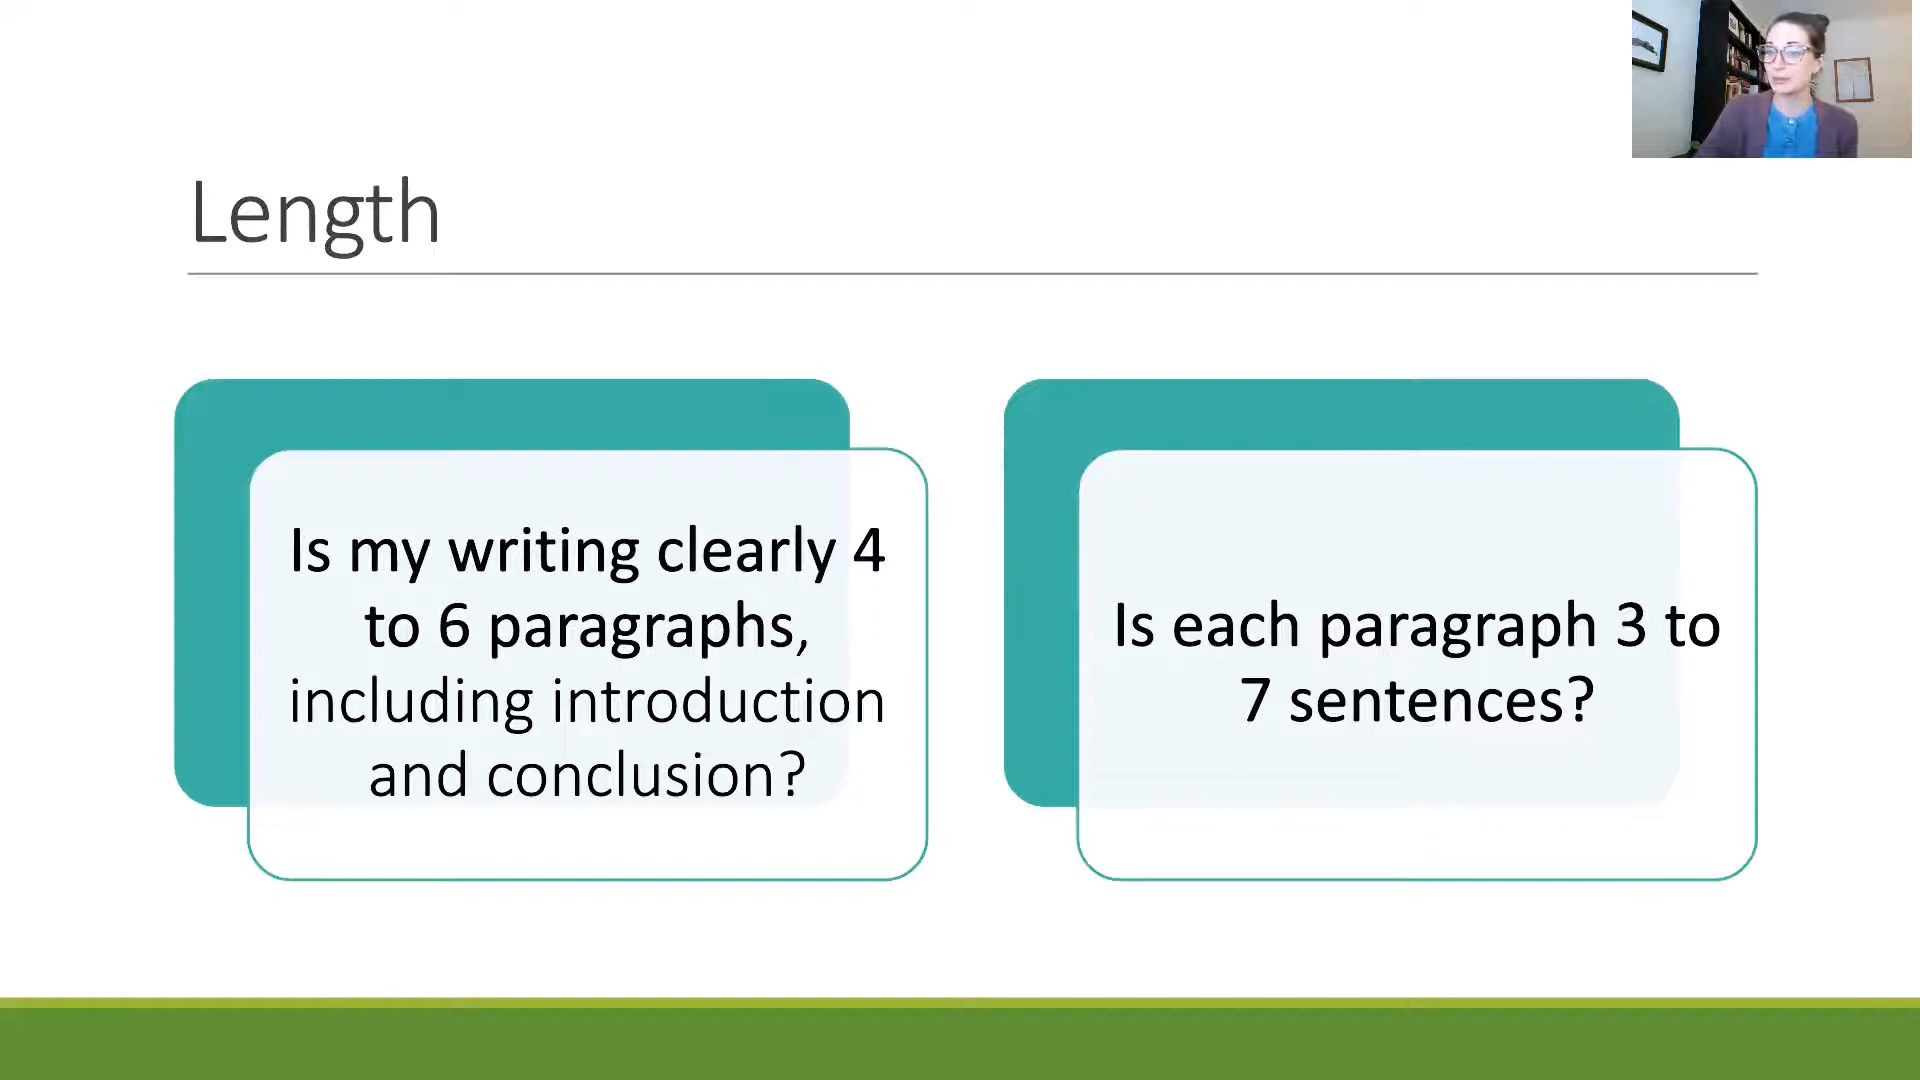 Length
Is my writing clearly 4
to 6 paragraphs,
including introduction
and conclusion?
Is each paragraph 3 to
7 sentences?